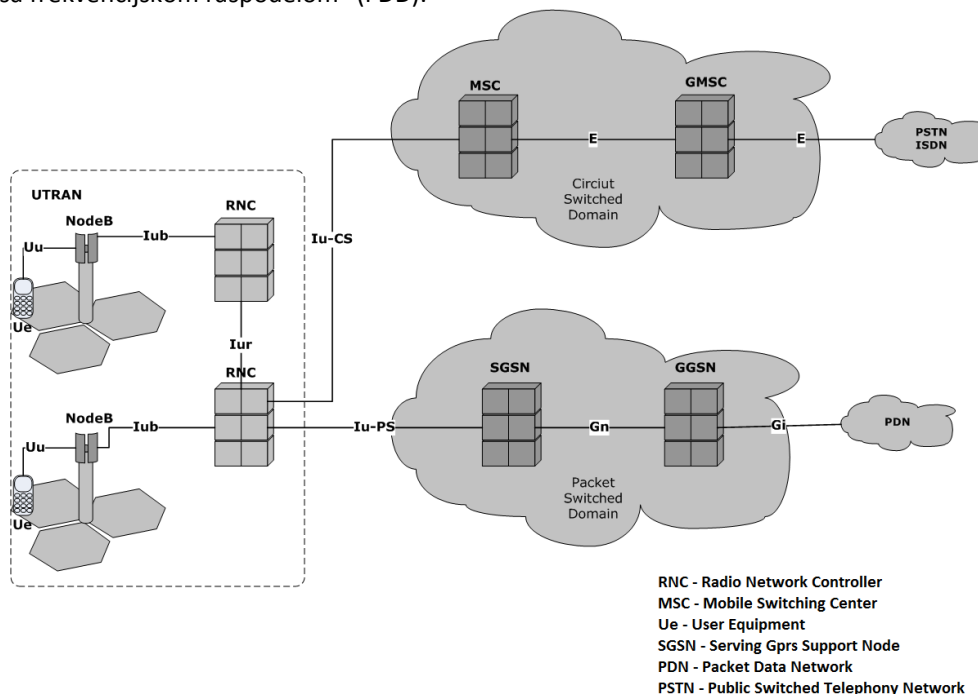 sa frekvencijskom raspodelom" (FDD).
MSC
GMSC
E
E
PSTN
ISDN
Circiut
Switched
Domain
UTRAN
NodeB
RNC
Uu
Iub
Iu-CS
Ue
Iur
RNC
NodeB
Iub
Uu
Ue
Iu-PS
SGSN
GGSN
Gn
Gi
PDN
Packet
Switched
Domain
RNC - Radio Network Controller
MSC - Mobile Switching Center
Ue - User Equipment
SGSN - Serving Gprs Support Node
PDN - Packet Data Network
PSTN - Public Switched Telephony Network